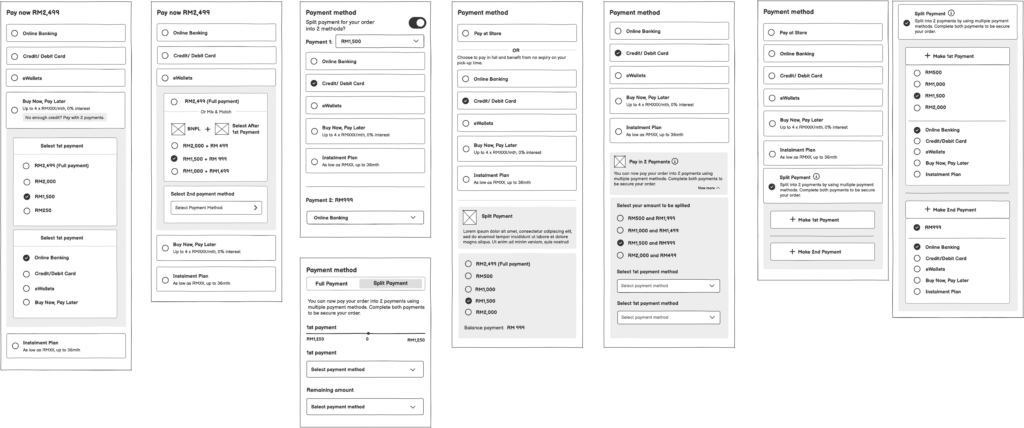 Pay now RM2,499
Online Banking
Credit/ Debit Card
eWallets
Buy Now, Pay Later
Up to 4 x RMXXX/mth, 0% interest
No enough credit? Pay with 2 payments.
Select 1st payment
RM2,499 (Full payment)
RM2,000
RM1,500
RM250
Select 1st payment
Online Banking
Credit/Debit Card
eWallets
Buy Now, Pay Later
Instalment Plan
As low as RMXX, up to 36mth
Pay now RM2,499
Online Banking
Credit/ Debit Card
eWallets
RM2,499 (Full payment)
Or Mix & Match
BNPL + Select After
1st Payment
RM2,000 + RM 499
RM1,500 + RM 999
RM1,000 + RM1,499
Select 2nd payment method
Select Payment Method
Buy Now, Pay Later
Up to 4 x RMXXX/mth, 0% interest
Instalment Plan
As low as RMXX, up to 36mth
Payment method
Split payment for your order
into 2 methods?
Payment 1: RM1,500
Online Banking
Credit/ Debit Card
eWallets
Buy Now, Pay Later
Up to 4 x RMXXX/mth, 0% interest
Instalment Plan
As low as RMXXX, up to 36mth
Payment 2: RM999
Online Banking
Payment method
Full Payment
Split Payment
You can now pay your order into 2 payments using
multiple payment methods. Complete both payments to
be secure your order.
1st payment
RM1,250 0 RM1,250
1st payment
Select payment method
Remaining amount
Select payment method
Payment method
Pay at Store
OR
Choose to pay in full and benefit from no expiry on your
pick-up time.
Online Banking
Credit/ Debit Card
eWallets
Buy Now, Pay Later
Up to 4 x RMXXX/mth, 0% interest
Instalment Plan
As low as RMXXX, up to 36mth
Split Payment
Lorem ipsum dolor sit amet, consectetur adipiscing elit,
sed do eiusmod tempor incididunt ut labore et dolore
magna aliqua. Ut enim ad minim veniam, quis nostrud
RM2,499 (Full payment)
RM500
RM1,000
RM1,500
RM2,000
Balance payment RM 999
Payment method
Online Banking
Credit/ Debit Card
eWallets
Buy Now, Pay Later
Up to 4 x RMXXX/mth, 0% interest
Instalment Plan
As low as RMXXX, up to 36mth
Pay in 2 Payments
You can now pay your order into 2 payments using
multiple payment methods. Complete both payments to
be secure your order.
View more
Select your amount to be splited
RM500 and RM1,999
RM1,000 and RM1,499
RM1,500 and RM999
RM2,000 and RM499
Select 1st payment method
Select payment method
Select 1st payment method
Select payment method
Payment method
Pay at Store
Online Banking
Credit/ Debit Card
eWallets
Buy Now, Pay Later
Up to 4 x RMXXX/mth, 0% interest
Instalment Plan
As low as RMXXX, up to 36mth
Split Payment
Split into 2 payments by using multiple payment
methods. Complete both payments to be secure
your order.
+ Make 1st Payment
+ Make 2nd Payment
Split Payment
Split into 2 payments by using multiple payment
methods. Complete both payments to be secure
your order.
+ Make 1st Payment
RM500
RM1,000
RM1,500
RM2,000
Online Banking
Credit/Debit Card
eWallets
Buy Now, Pay Later
Instalment Plan
+ Make 2nd Payment
RM999
Online Banking
Credit/Debit Card
eWallets
Buy Now, Pay Later
Instalment Plan